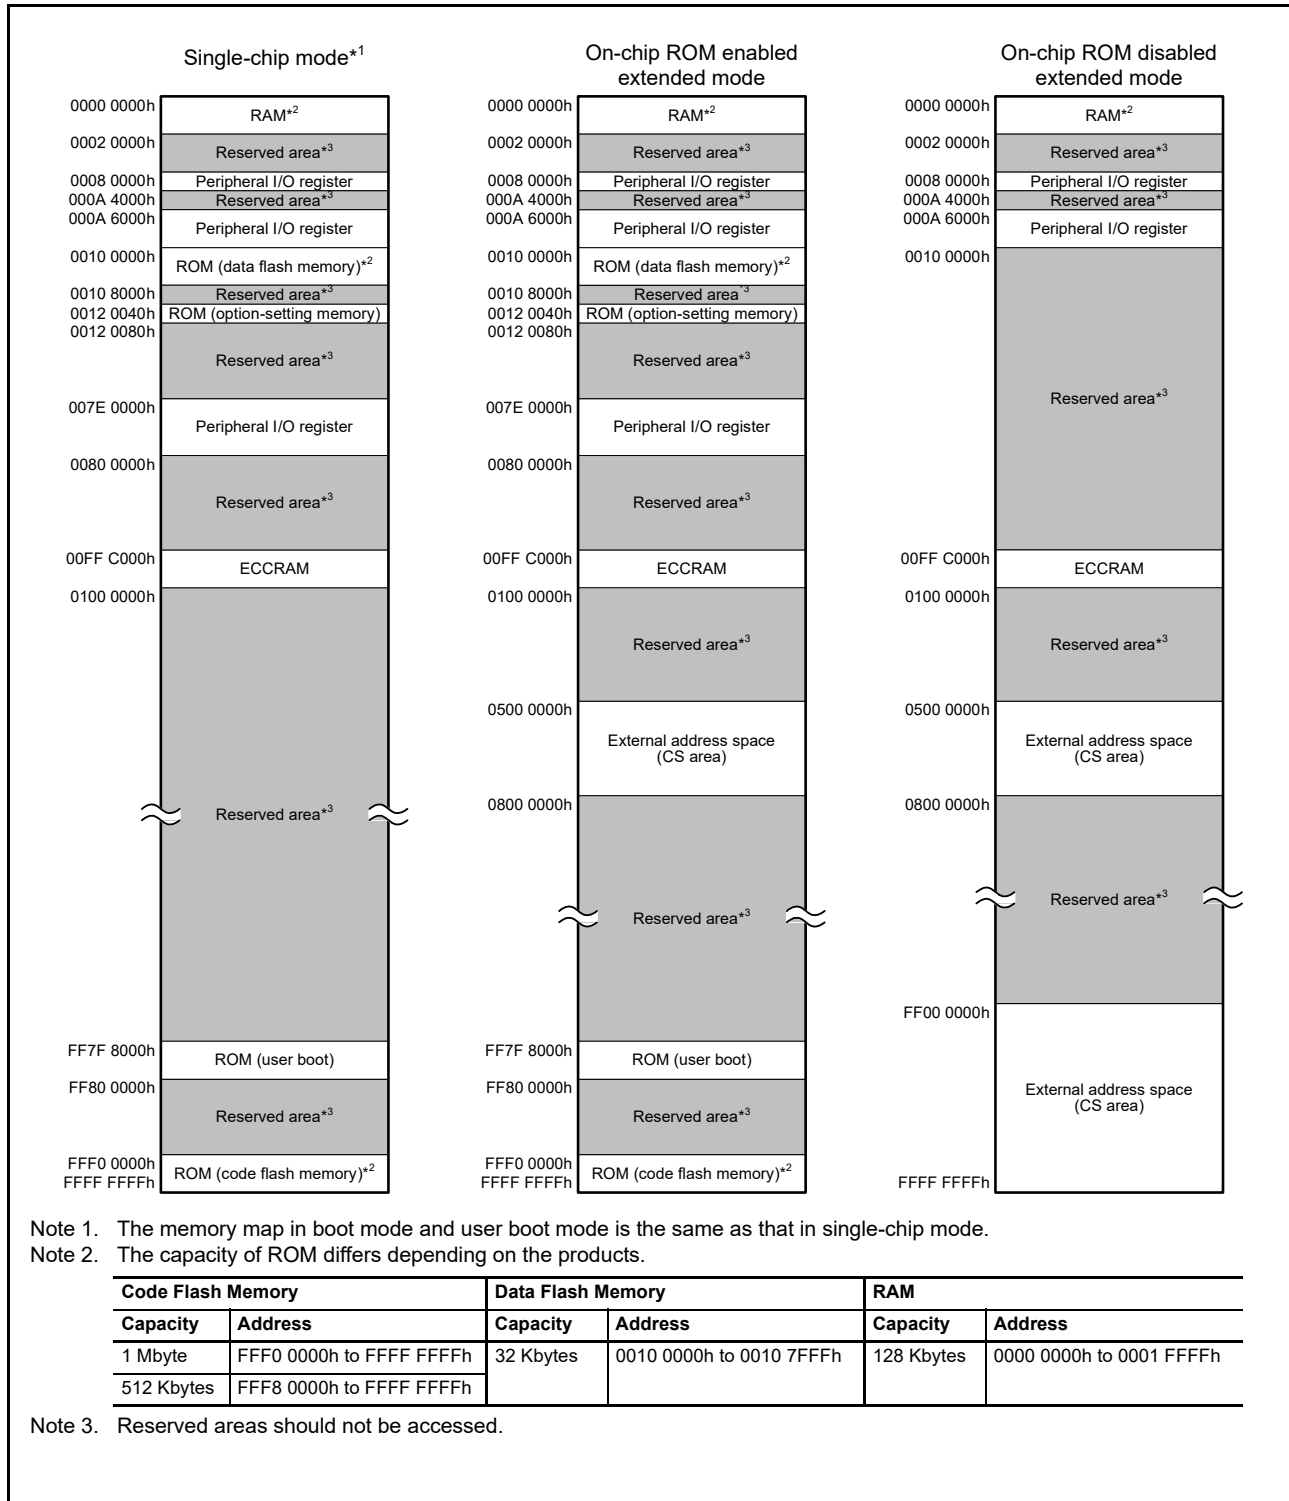 Single-chip mode*1
0000 0000h
RAM*2
0002 0000h
Reserved area*3
0008 0000h
Peripheral I/O register
000A 4000h
Reserved area*3
000A 6000h
Peripheral I/O register
0010 0000h
ROM (data flash memory)*2
0010 8000h
Reserved area*3
0012 0040h
ROM (option-setting memory)
0012 0080h
Reserved area*3
007E 0000h
Peripheral I/O register
0080 0000h
Reserved area*3
00FF C000h
ECCRAM
0100 0000h
Reserved area*3
FF7F 8000h
ROM (user boot)
FF80 0000h
Reserved area*3
FFF0 0000h
ROM (code flash memory)*2
FFFF FFFFh
On-chip ROM enabled
extended mode
0000 0000h
RAM*2
0002 0000h
Reserved area*3
0008 0000h
Peripheral I/O register
000A 4000h
Reserved area*3
000A 6000h
Peripheral I/O register
0010 0000h
ROM (data flash memory)*2
0010 8000h
Reserved area*3
0012 0040h
ROM (option-setting memory)
0012 0080h
Reserved area*3
007E 0000h
Peripheral I/O register
0080 0000h
Reserved area*3
00FF C000h
ECCRAM
0100 0000h
Reserved area*3
0500 0000h
External address space
(CS area)
0800 0000h
Reserved area*3
FF7F 8000h
ROM (user boot)
FF80 0000h
Reserved area*3
FFF0 0000h
ROM (code flash memory)*2
FFFF FFFFh
On-chip ROM disabled
extended mode
0000 0000h
RAM*2
0002 0000h
Reserved area*3
0008 0000h
Peripheral I/O register
000A 4000h
Reserved area*3
000A 6000h
Peripheral I/O register
0010 0000h
Reserved area*3
00FF C000h
ECCRAM
0100 0000h
Reserved area*3
0500 0000h
External address space
(CS area)
0800 0000h
Reserved area*3
FF00 0000h
External address space
(CS area)
FFFF FFFFh
Note 1. The memory map in boot mode and user boot mode is the same as that in single-chip mode.
Note 2. The capacity of ROM differs depending on the products.
Code Flash Memory Data Flash Memory RAM
Capacity Address Capacity Address Capacity Address
1 Mbyte FFF0 0000h to FFFF FFFFh 32 Kbytes 0010 0000h to 0010 7FFFh 128 Kbytes 0000 0000h to 0001 FFFFh
512 Kbytes FFF8 0000h to FFFF FFFFh
Note 3. Reserved areas should not be accessed.